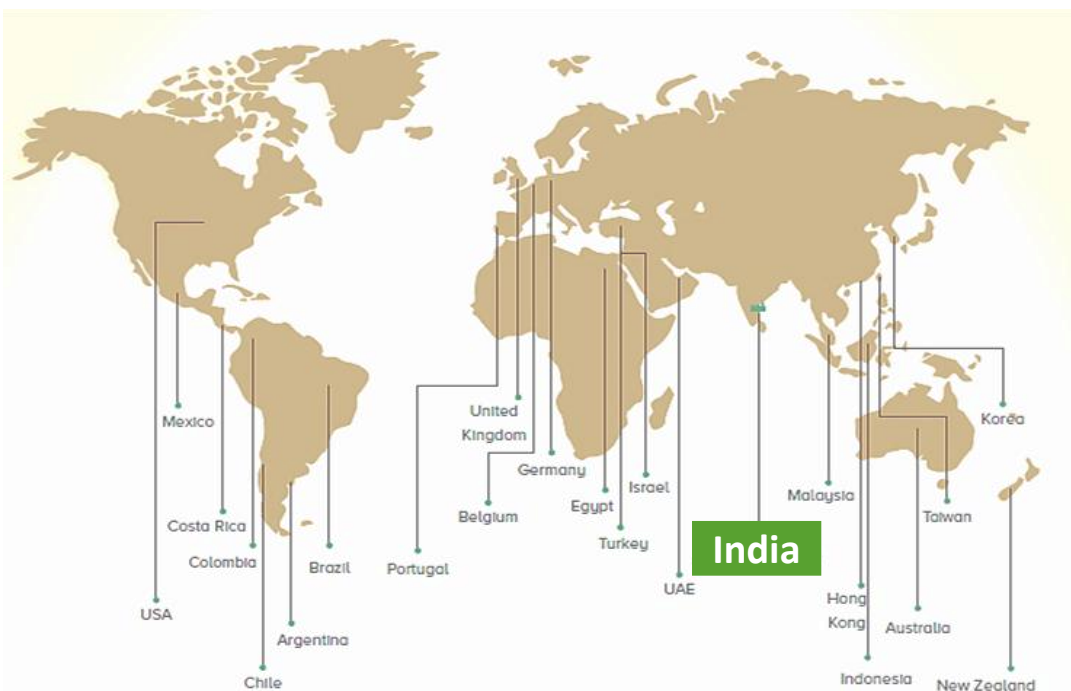 Mexico
United
Kingdom
Korea
Germany
Israel
Malaysia
Egypt
Belgium
Taiwan
Costa Rica
Turkey
India
Colombia
Brazil
Portugal
UAE
Hong
Kong
USA
Australia
Argentina
Indonesia
Chile
New Zealand